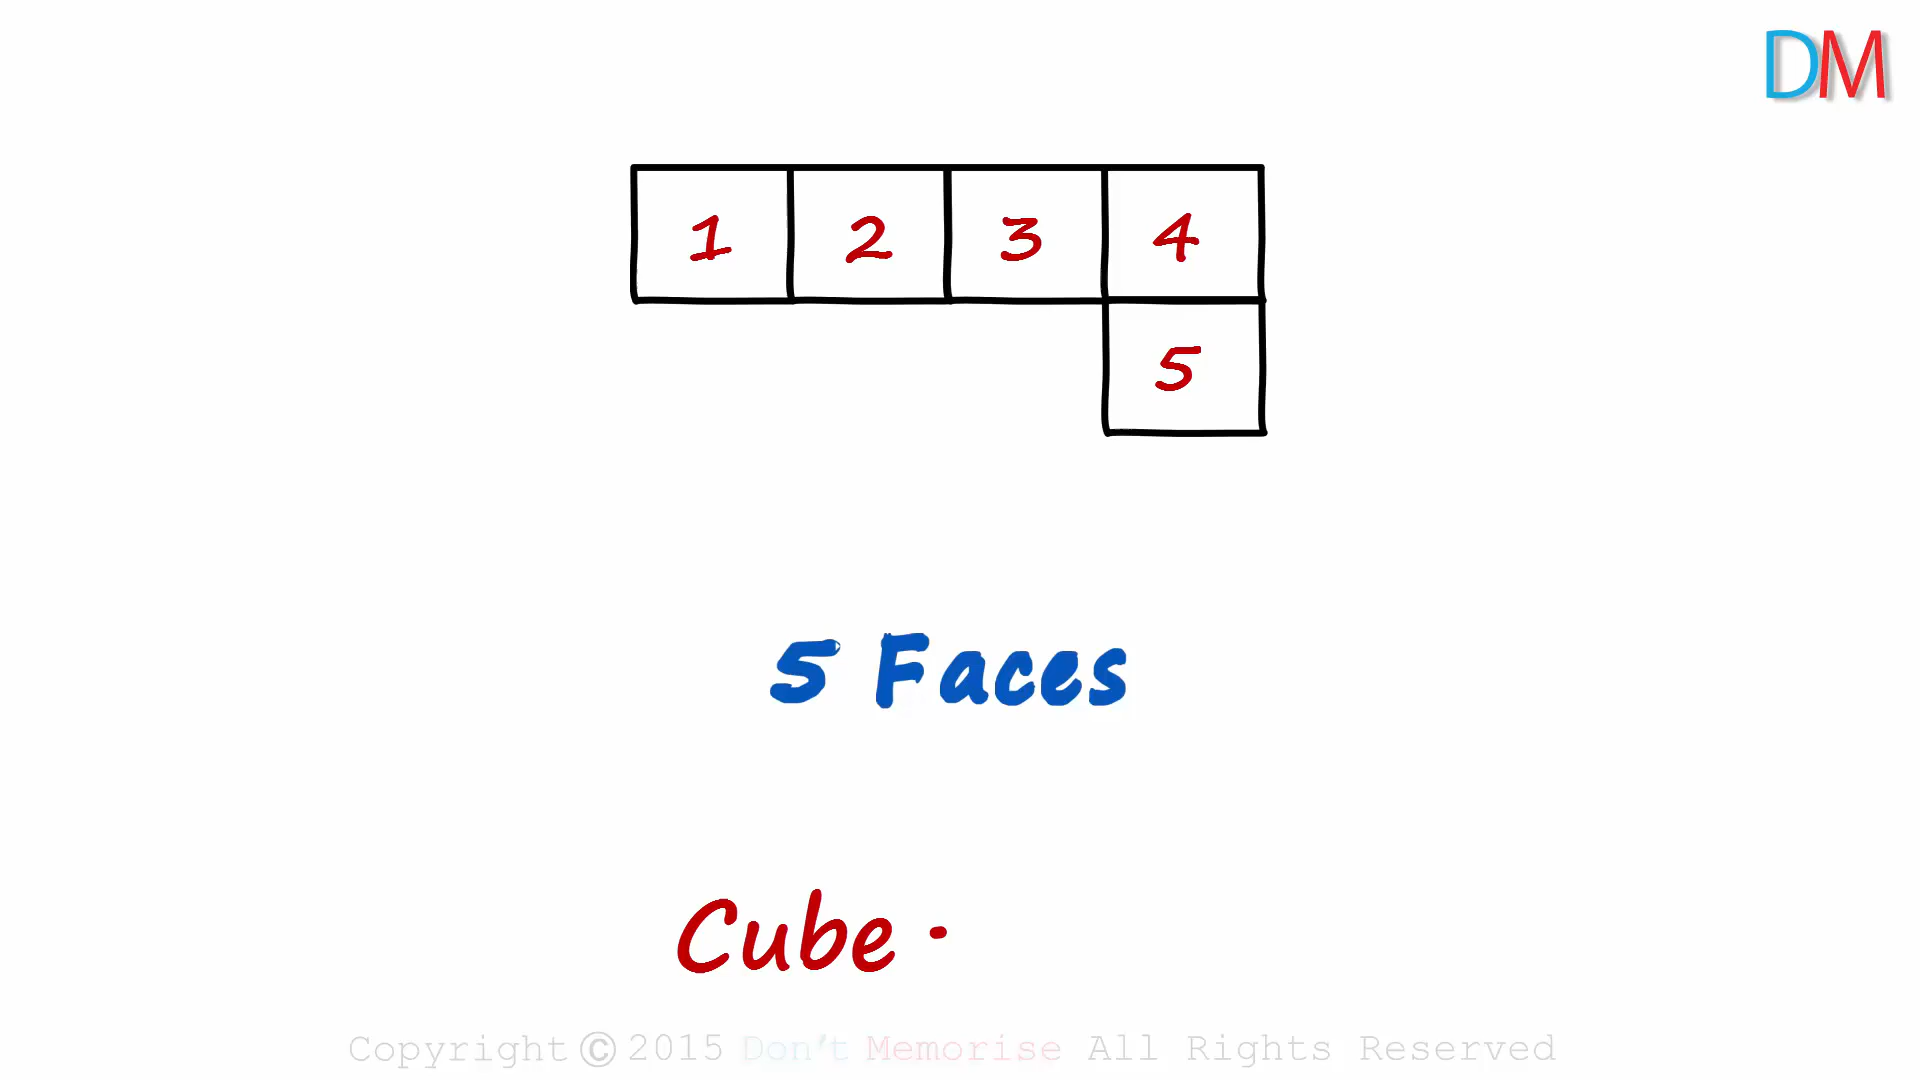 DM
1 2 3 4
5
5 Faces
Cube -
Copyright © 2015 Don't Memorise All Rights Reserved